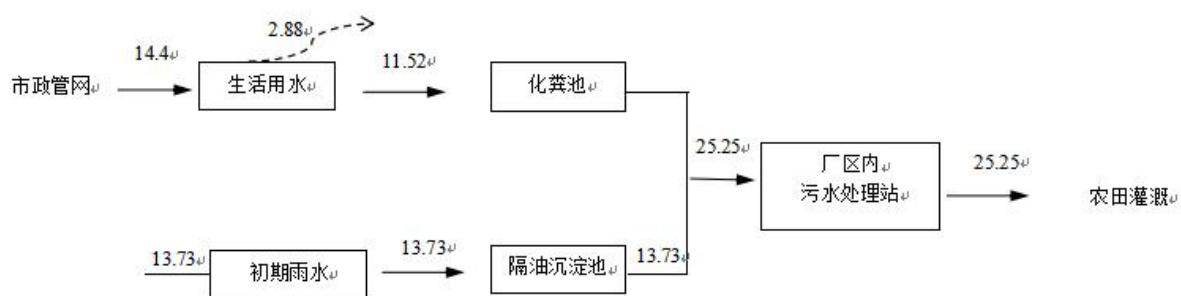 2.88
14.4
11.52
市政管网
生活用水
化粪池
25.25
厂区内
污水处理站
25.25
农田灌溉
13.73
初期雨水
13.73
隔油沉淀池
13.73